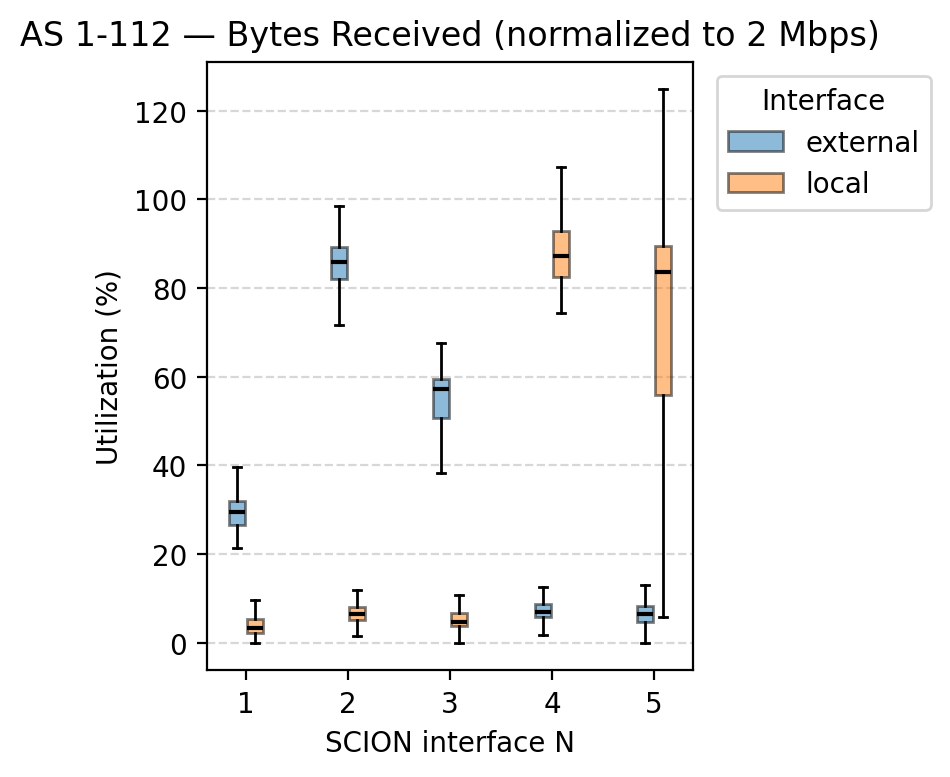 AS 1-112 — Bytes Received (normalized to 2 Mbps)
Interface
external
local
Utilization (%)
120
100
80
60
40
20
0
1 2 3 4 5
SCION interface N